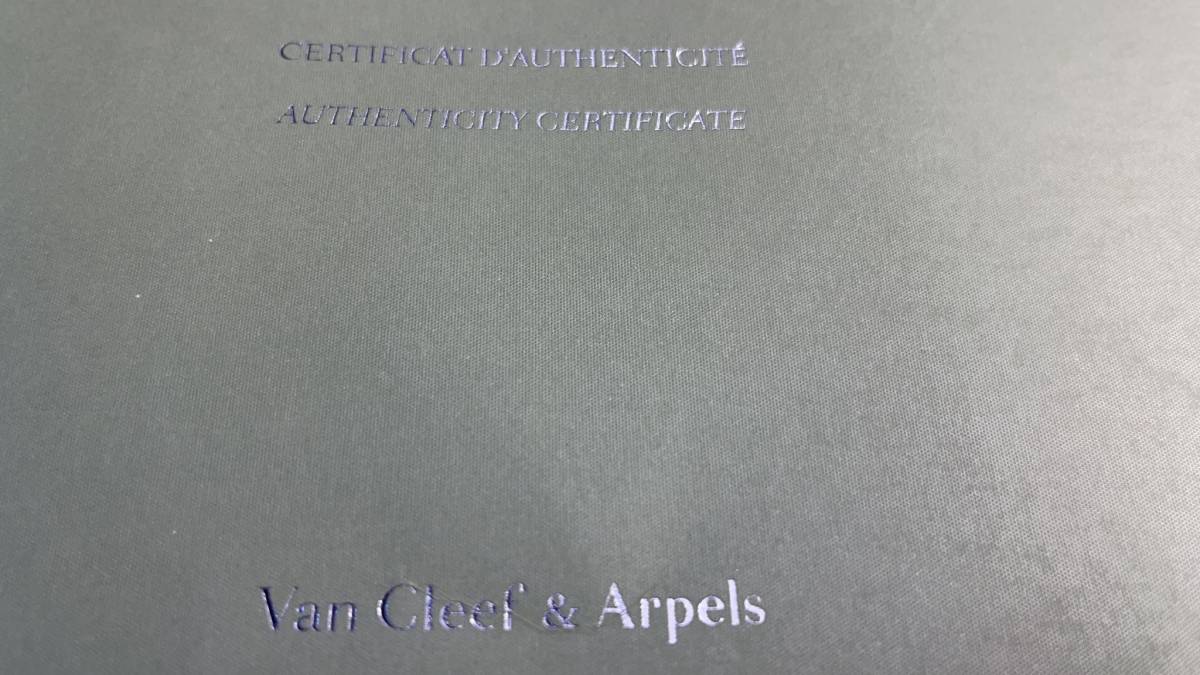 CERTIFICAT D'AUTHENTICITÉ
AUTHENTICITY CERTIFICATE
Van Cleef & Arpels